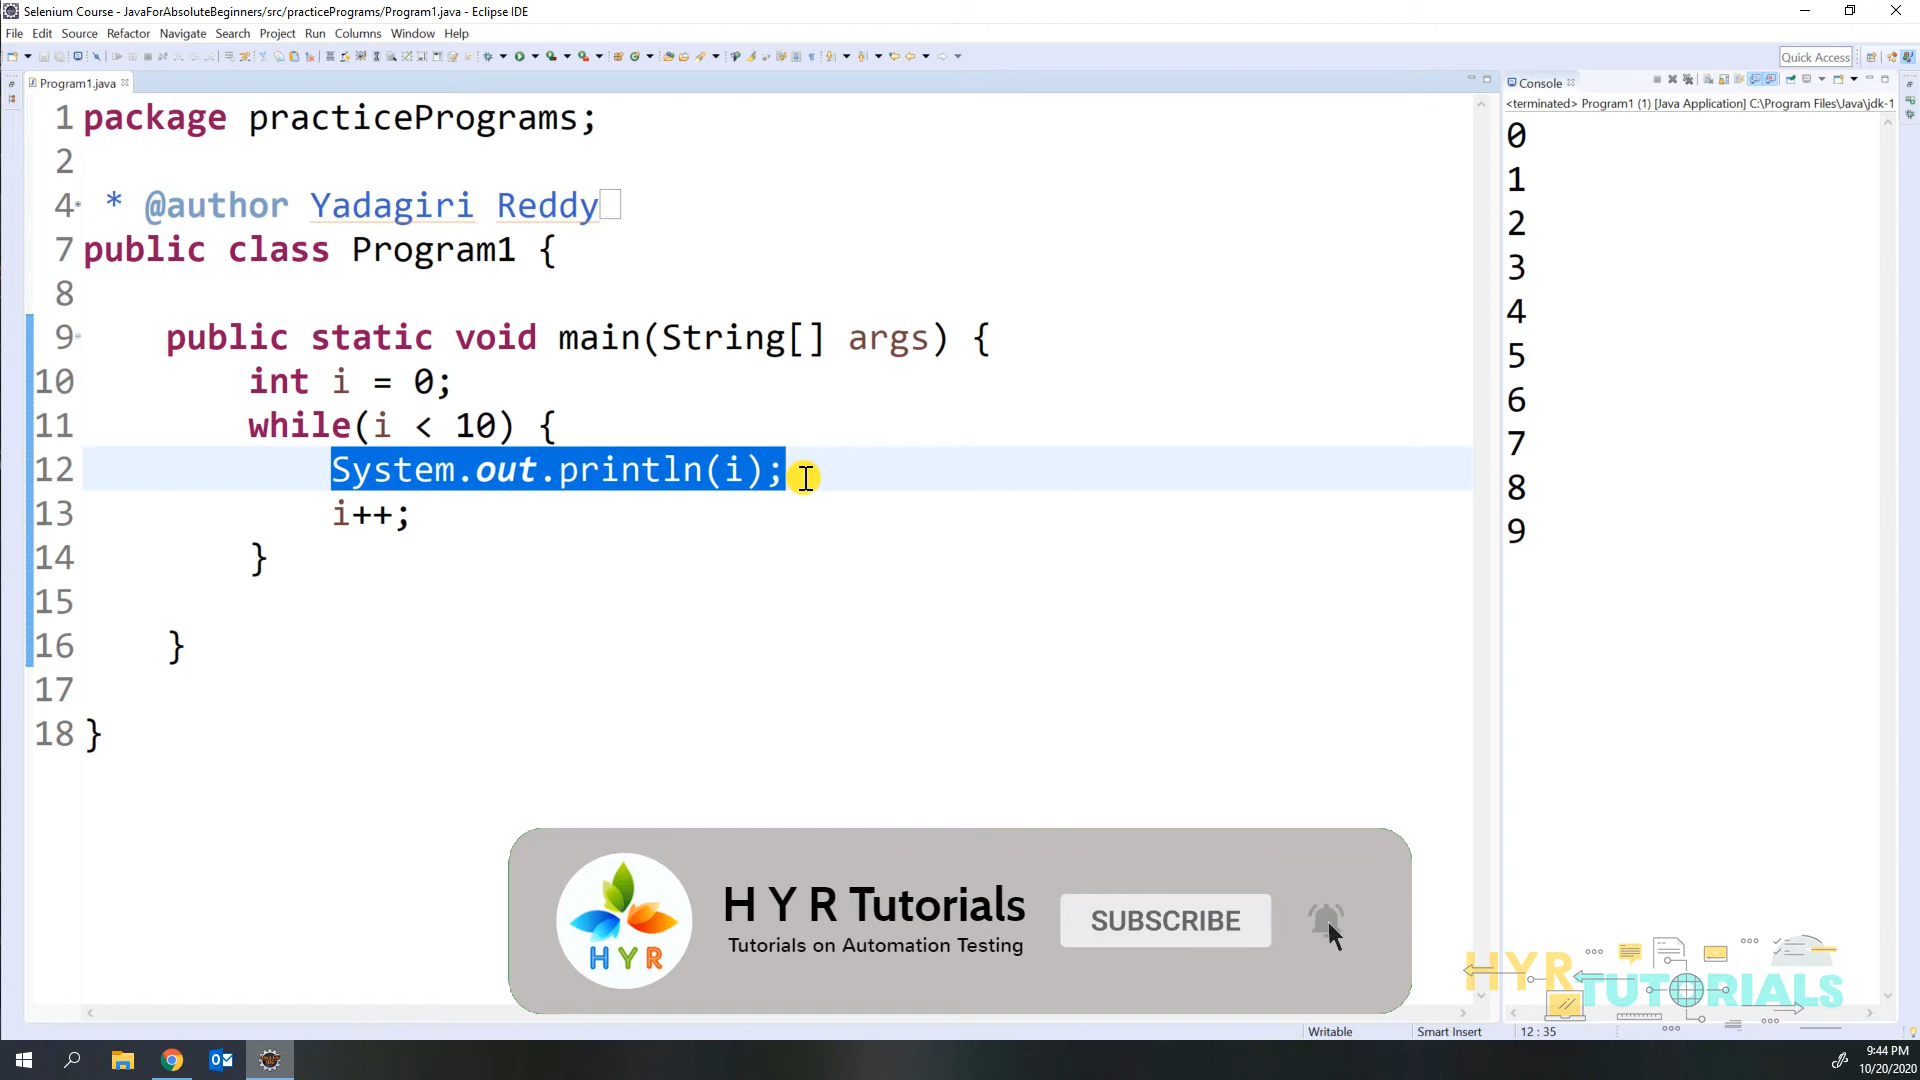 Selenium Course - JavaForAbsoluteBeginners/src/practicePrograms/Program1.java - Eclipse IDE
File Edit Source Refactor Navigate Search Project Run Columns Window Help
Quick Access
Program1.java
1 package practicePrograms;
2
4 * @author Yadagiri Reddy
7 public class Program1 {
8
9 public static void main(String[] args) {
10 int i = 0;
11 while(i < 10) {
12 System.out.println(i);
13 i++;
14 }
15
16 }
17
18 }
Console
<terminated> Program1 (1) [Java Application] C:\Program Files\Java\jdk-1
0
1
2
3
4
5
6
7
8
9
HYR
H Y R Tutorials
Tutorials on Automation Testing
SUBSCRIBE
HYR
TUTORIALS
Writable Smart Insert 12 : 35
9:44 PM
10/20/2020